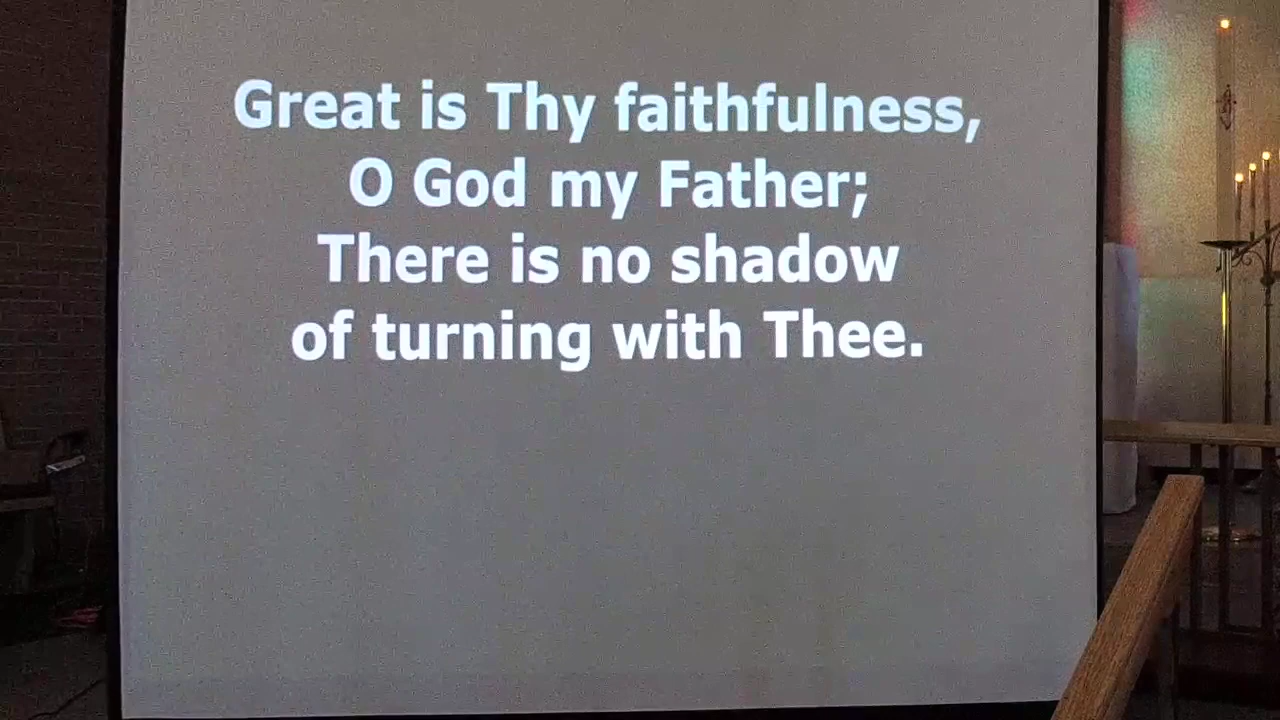 Great is Thy faithfulness,
O God my Father;
There is no shadow
of turning with Thee.